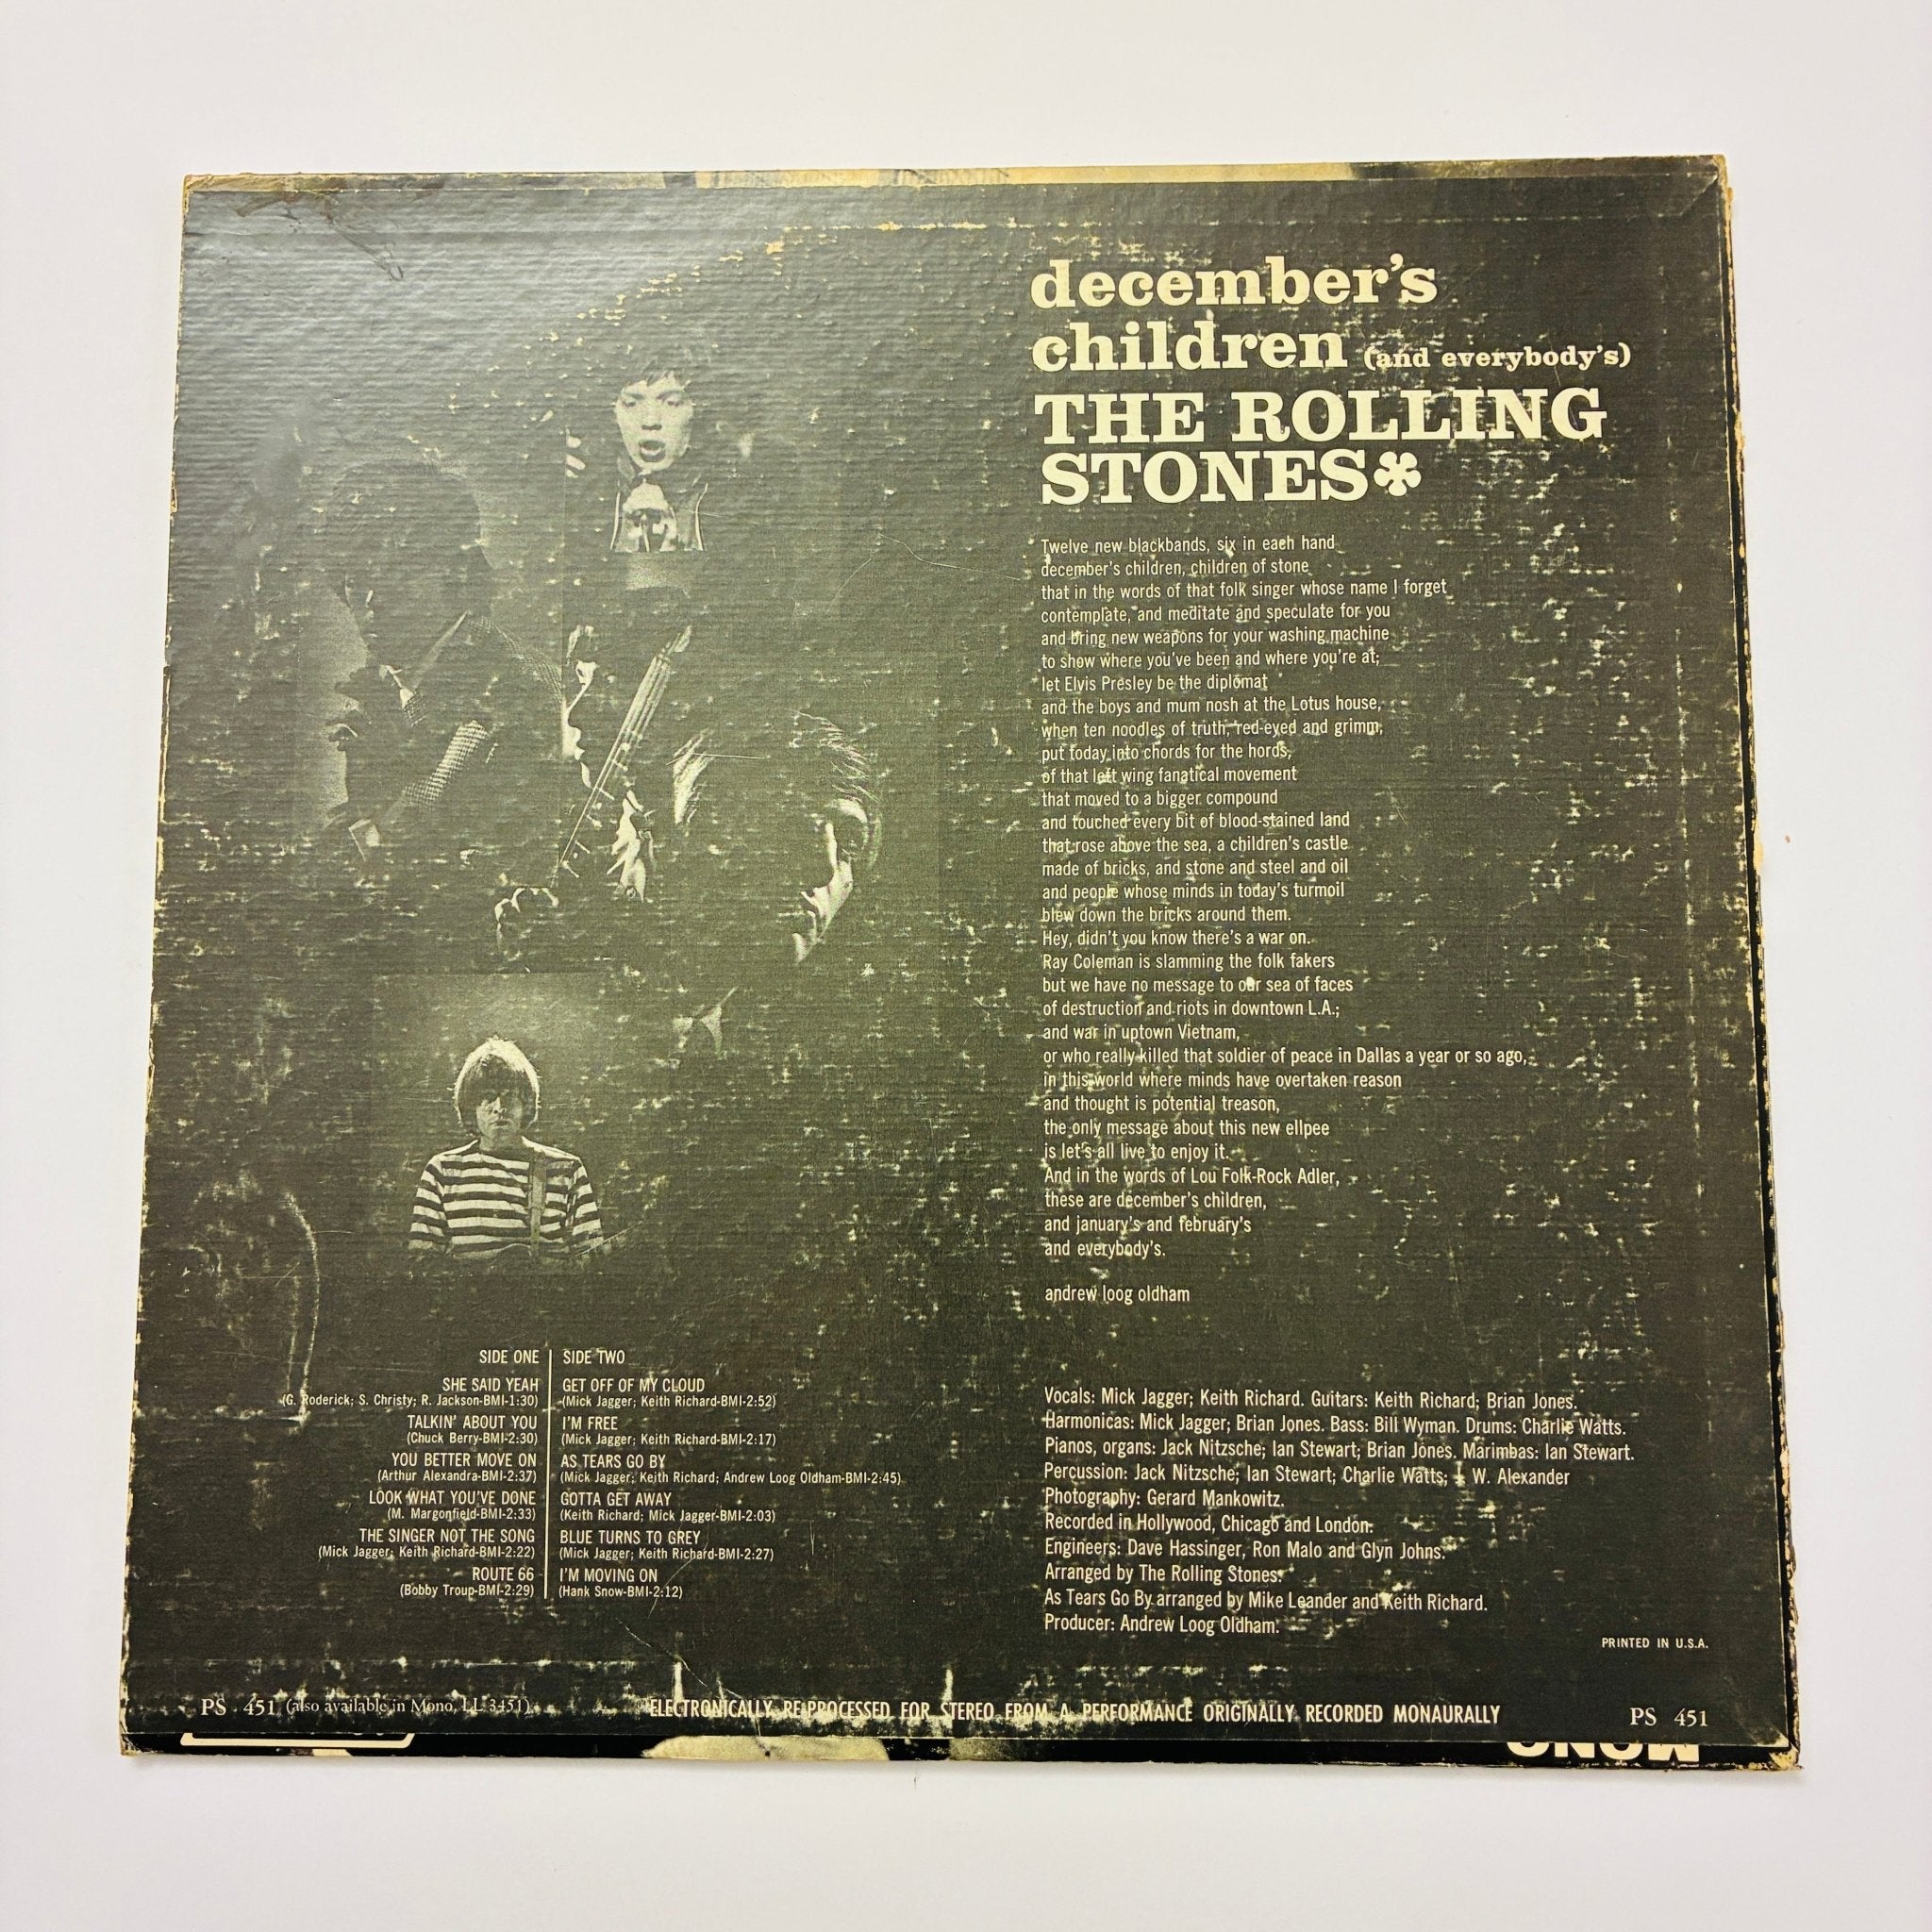 december's
children (and everybody's)
THE ROLLING
STONES
Twelve new blackbands, six in each hand
december's children, children of stone
that in the words of that folk singer whose name I forget
contemplate, and meditate and speculate for you
and bring new weapons for your washing machine
to show where you've been and where you're at;
let Elvis Presley be the diplomat
and the boys and mum nosh at the Lotus house,
when ten noodles of truth, red-eyed and grimm,
put today into chords for the hords,
of that left wing fanatical movement
that moved to a bigger compound
and touched every bit of blood-stained land
that rose above the sea, a children's castle
made of bricks, and stone and steel and oil
and people whose minds in today's turmoil
blew down the bricks around them.
Hey, didn't you know there's a war on.
Ray Coleman is slamming the folk fakers
but we have no message to our sea of faces
of destruction and riots in downtown L.A.;
and war in uptown Vietnam,
or who really killed that soldier of peace in Dallas a year or so ago,
in this world where minds have overtaken reason
and thought is potential treason,
the only message about this new ellpee
is let's all live to enjoy it.
And in the words of Lou Folk-Rock Adler,
these are december's children,
and january's and february's
and everybody's.
andrew loog oldham
SIDE ONE
SHE SAID YEAH
(G. Roderick; S. Christy; R. Jackson-BMI-1:30)
TALKIN' ABOUT YOU
(Chuck Berry-BMI-2:30)
YOU BETTER MOVE ON
(Arthur Alexandra-BMI-2:37)
LOOK WHAT YOU'VE DONE
(M. Margonfield-BMI-2:33)
THE SINGER NOT THE SONG
(Mick Jagger; Keith Richard-BMI-2:22)
ROUTE 66
(Bobby Troup-BMI-2:29)
SIDE TWO
GET OFF OF MY CLOUD
(Mick Jagger; Keith Richard-BMI-2:52)
I'M FREE
(Mick Jagger; Keith Richard-BMI-2:17)
AS TEARS GO BY
(Mick Jagger; Keith Richard; Andrew Loog Oldham-BMI-2:45)
GOTTA GET AWAY
(Keith Richard; Mick Jagger-BMI-2:03)
BLUE TURNS TO GREY
(Mick Jagger; Keith Richard-BMI-2:27)
I'M MOVING ON
(Hank Snow-BMI-2:12)
Vocals: Mick Jagger; Keith Richard. Guitars: Keith Richard; Brian Jones.
Harmonicas: Mick Jagger; Brian Jones. Bass: Bill Wyman. Drums: Charlie Watts.
Pianos, organs: Jack Nitzsche; Ian Stewart; Brian Jones. Marimbas: Ian Stewart.
Percussion: Jack Nitzsche; Ian Stewart; Charlie Watts; W. Alexander
Photography: Gerard Mankowitz.
Recorded in Hollywood, Chicago and London.
Engineers: Dave Hassinger, Ron Malo and Glyn Johns.
Arranged by The Rolling Stones.
As Tears Go By arranged by Mike Leander and Keith Richard.
Producer: Andrew Loog Oldham.
PRINTED IN U.S.A.
PS 451 (also available in Mono, LL 3451)
ELECTRONICALLY RE-PROCESSED FOR STEREO FROM A PERFORMANCE ORIGINALLY RECORDED MONAURALLY
PS 451
MONO